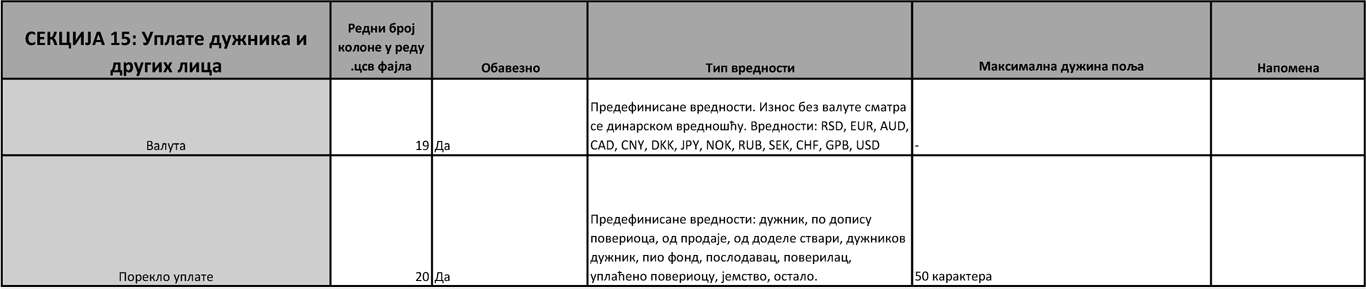 СЕКЦИЈА 15: Уплате дужника и
других лица
Редни број
колоне у реду
.цсв фајла
Обавезно
Тип вредности
Максимална дужина поља
Напомена
Валута
19
Да
Предефинисане вредности. Износ без валуте сматра
се динарском вредношћу. Вредности: RSD, EUR, AUD,
CAD, CNY, DKK, JPY, NOK, RUB, SEK, CHF, GPB, USD
-
Порекло уплате
20
Да
Предефинисане вредности: дужник, по допису
повериоца, од продаје, од доделе ствари, дужников
дужник, пио фонд, послодавац, поверилац,
уплаћено повериоцу, јемство, остало.
50 карактера